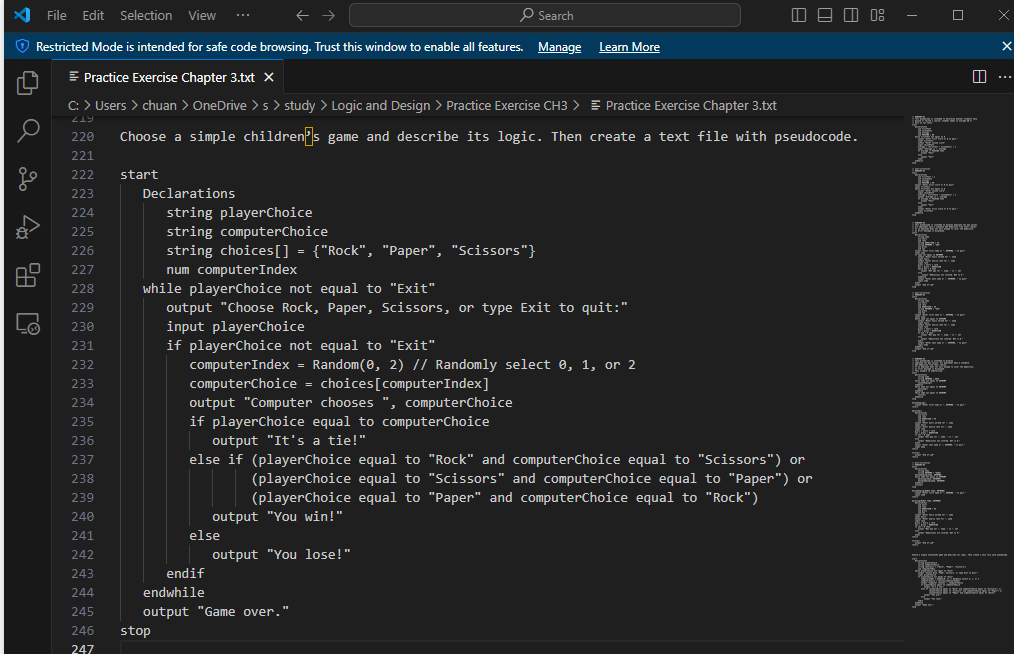 File Edit Selection View ··· Search
Restricted Mode is intended for safe code browsing. Trust this window to enable all features. Manage Learn More
Practice Exercise Chapter 3.txt
C: > Users > chuan > OneDrive > s > study > Logic and Design > Practice Exercise CH3 > Practice Exercise Chapter 3.txt
219
220 Choose a simple children’s game and describe its logic. Then create a text file with pseudocode.
221
222 start
223 Declarations
224 string playerChoice
225 string computerChoice
226 string choices[] = {"Rock", "Paper", "Scissors"}
227 num computerIndex
228 while playerChoice not equal to "Exit"
229 output "Choose Rock, Paper, Scissors, or type Exit to quit:"
230 input playerChoice
231 if playerChoice not equal to "Exit"
232 computerIndex = Random(0, 2) // Randomly select 0, 1, or 2
233 computerChoice = choices[computerIndex]
234 output "Computer chooses ", computerChoice
235 if playerChoice equal to computerChoice
236 output "It's a tie!"
237 else if (playerChoice equal to "Rock" and computerChoice equal to "Scissors") or
238 (playerChoice equal to "Scissors" and computerChoice equal to "Paper") or
239 (playerChoice equal to "Paper" and computerChoice equal to "Rock")
240 output "You win!"
241 else
242 output "You lose!"
243 endif
244 endwhile
245 output "Game over."
246 stop
247